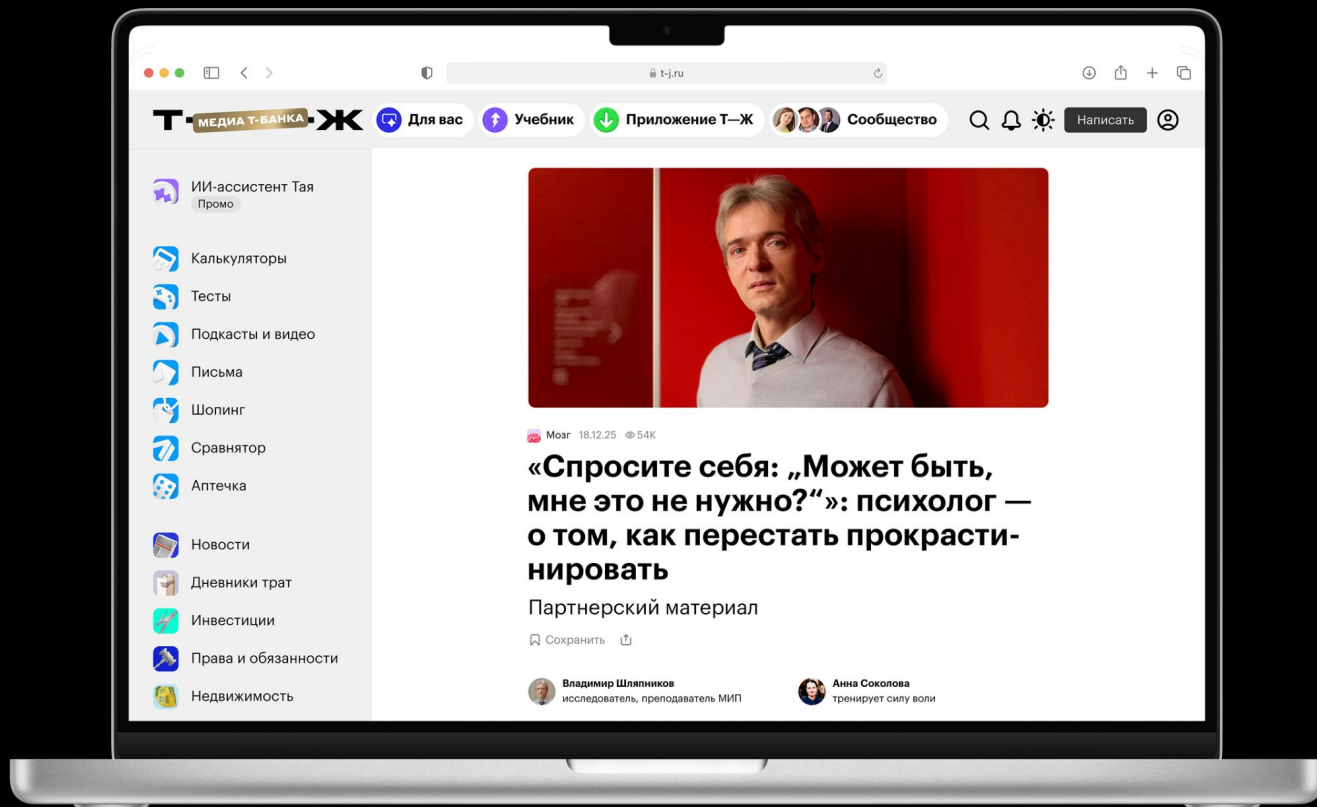 t-j.ru
Т—Ж
МЕДИА Т-БАНКА
Для вас
Учебник
Приложение Т—Ж
Сообщество
Написать
ИИ-ассистент Тая
Промо
Калькуляторы
Тесты
Подкасты и видео
Письма
Шопинг
Сравнятор
Аптечка
Новости
Дневники трат
Инвестиции
Права и обязанности
Недвижимость
Мозг 18.12.25 54K
«Спросите себя: „Может быть,
мне это не нужно?“»: психолог —
о том, как перестать прокрасти-
нировать
Партнерский материал
Сохранить
Владимир Шляпников
исследователь, преподаватель МИП
Анна Соколова
тренирует силу воли